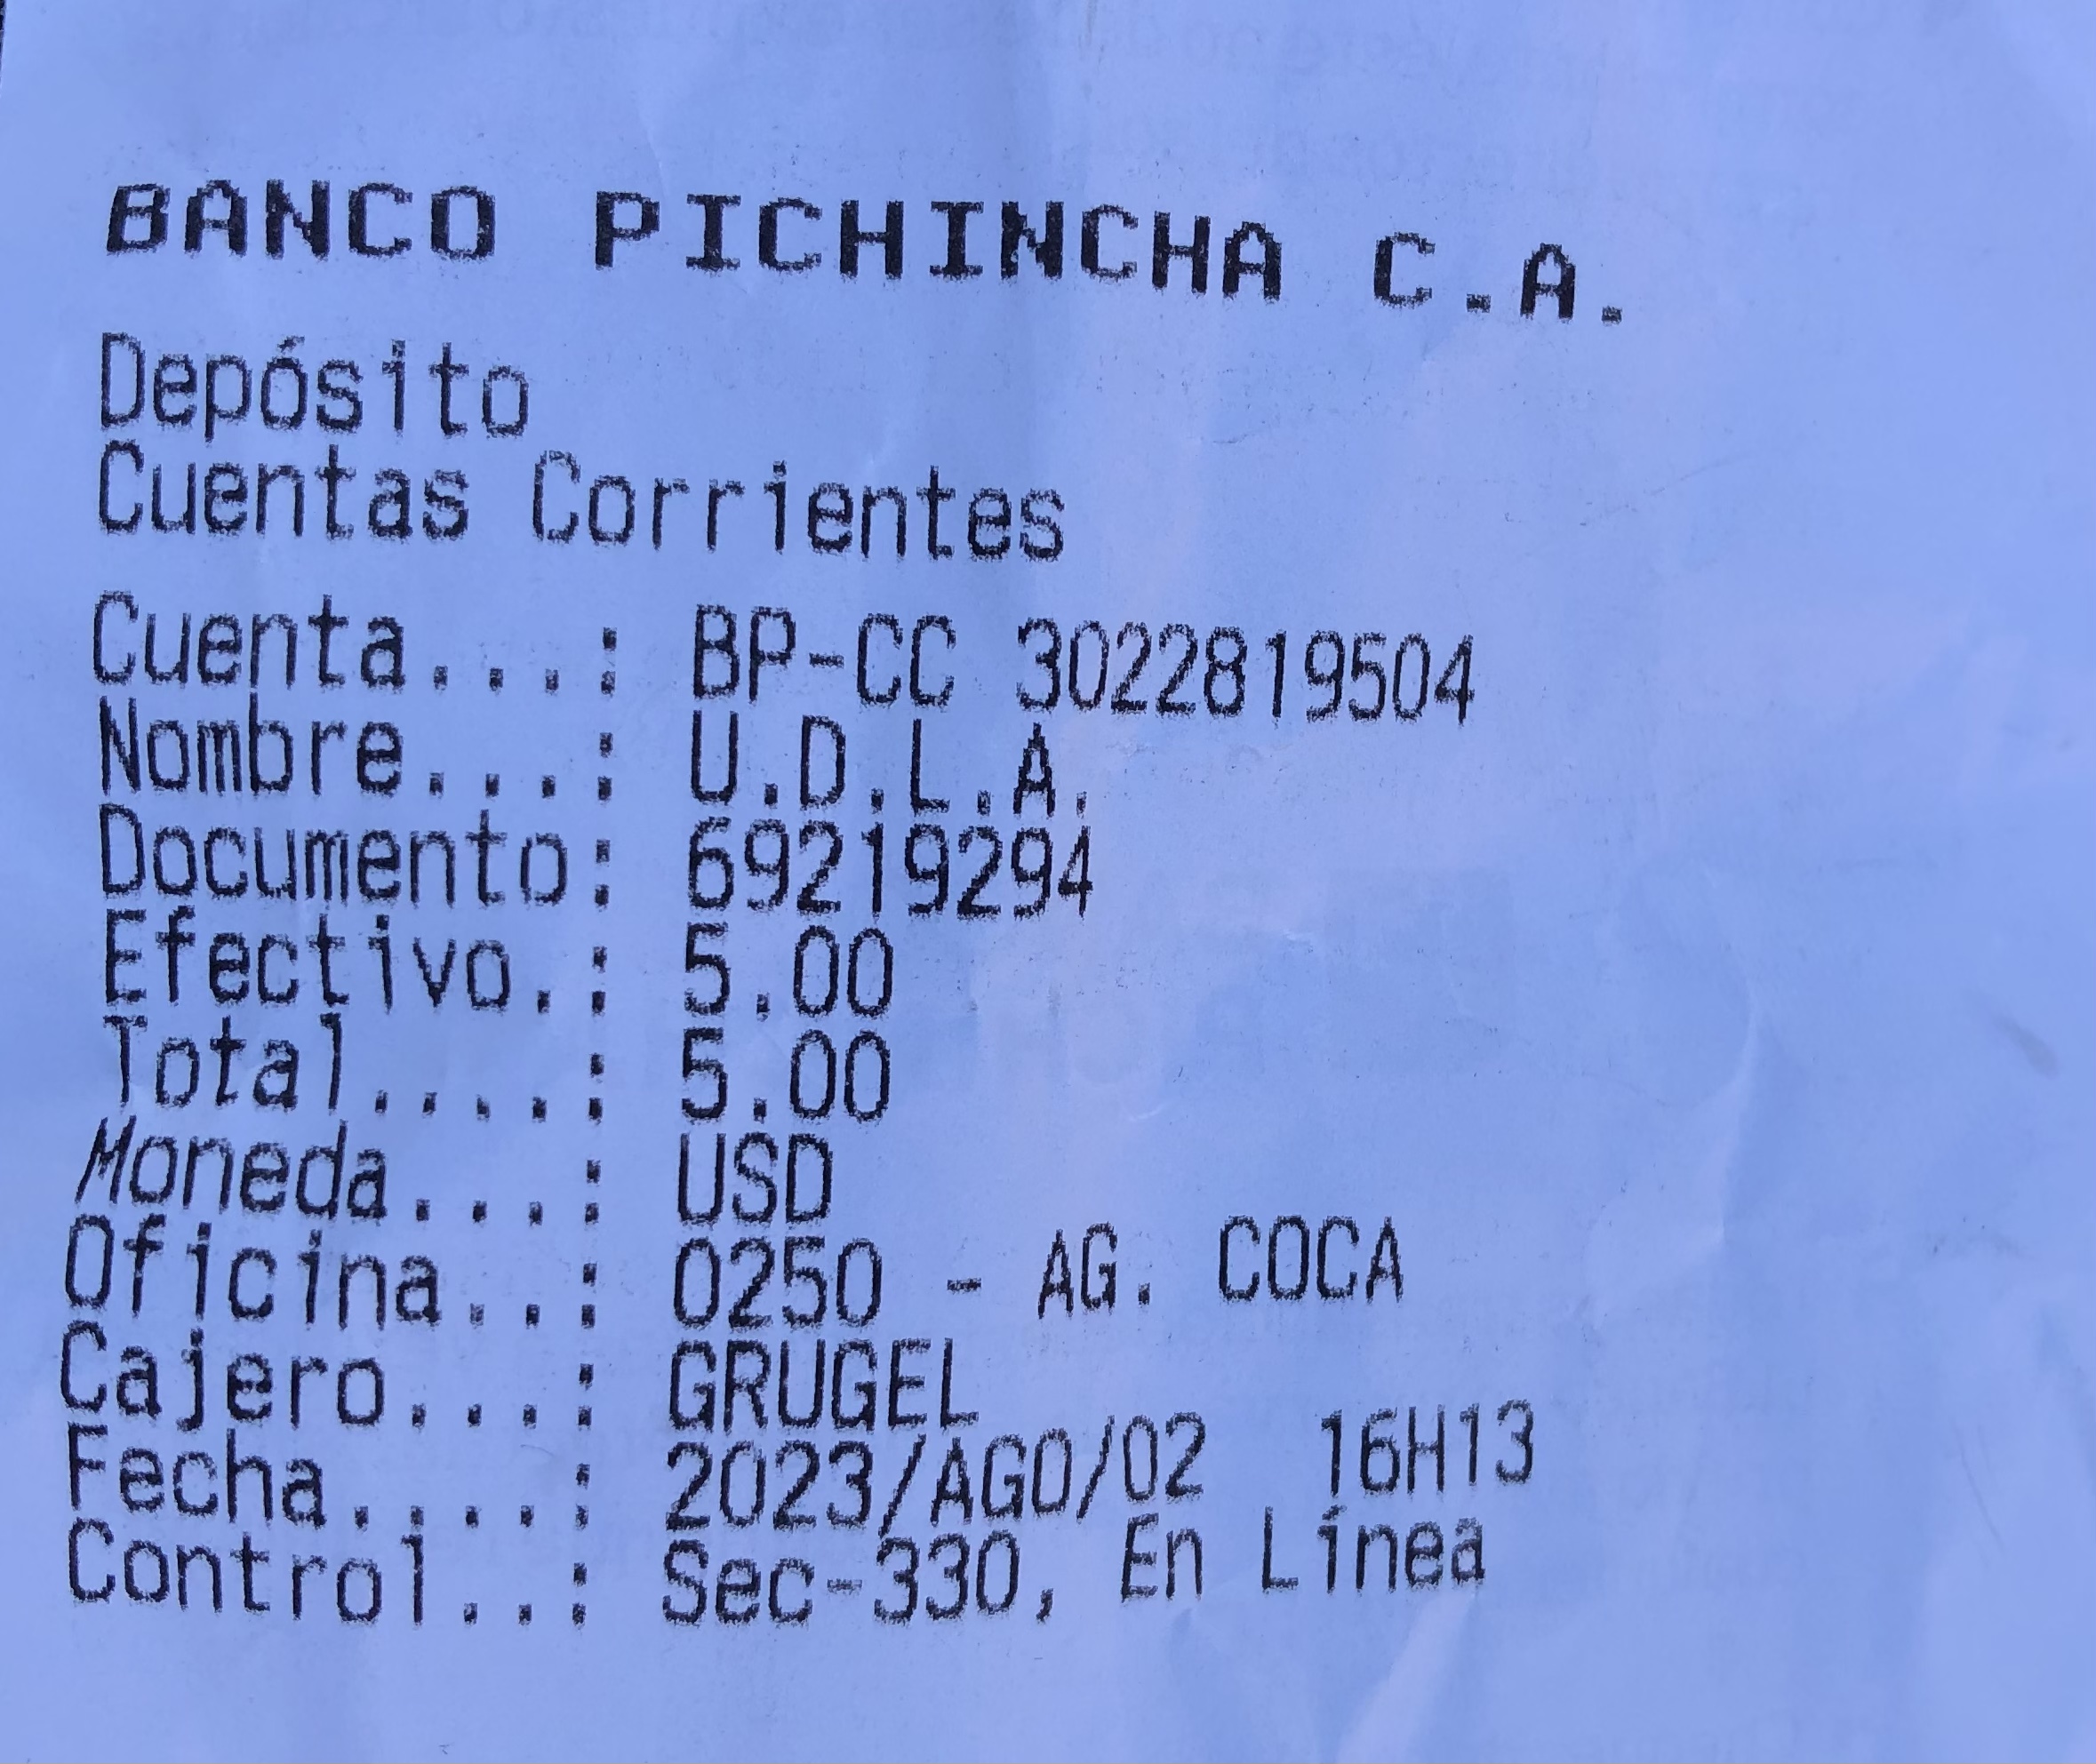 BANCO PICHINCHA C.A.
Depósito
Cuentas Corrientes
Cuenta...: BP-CC 3022819504
Nombre...: U.D.L.A.
Documento: 69219294
Efectivo.: 5.00
Total....: 5.00
Moneda...: USD
Oficina..: 0250 - AG. COCA
Cajero...: GRUGEL
Fecha....: 2023/AGO/02 16H13
Control..: Sec-330, En Línea